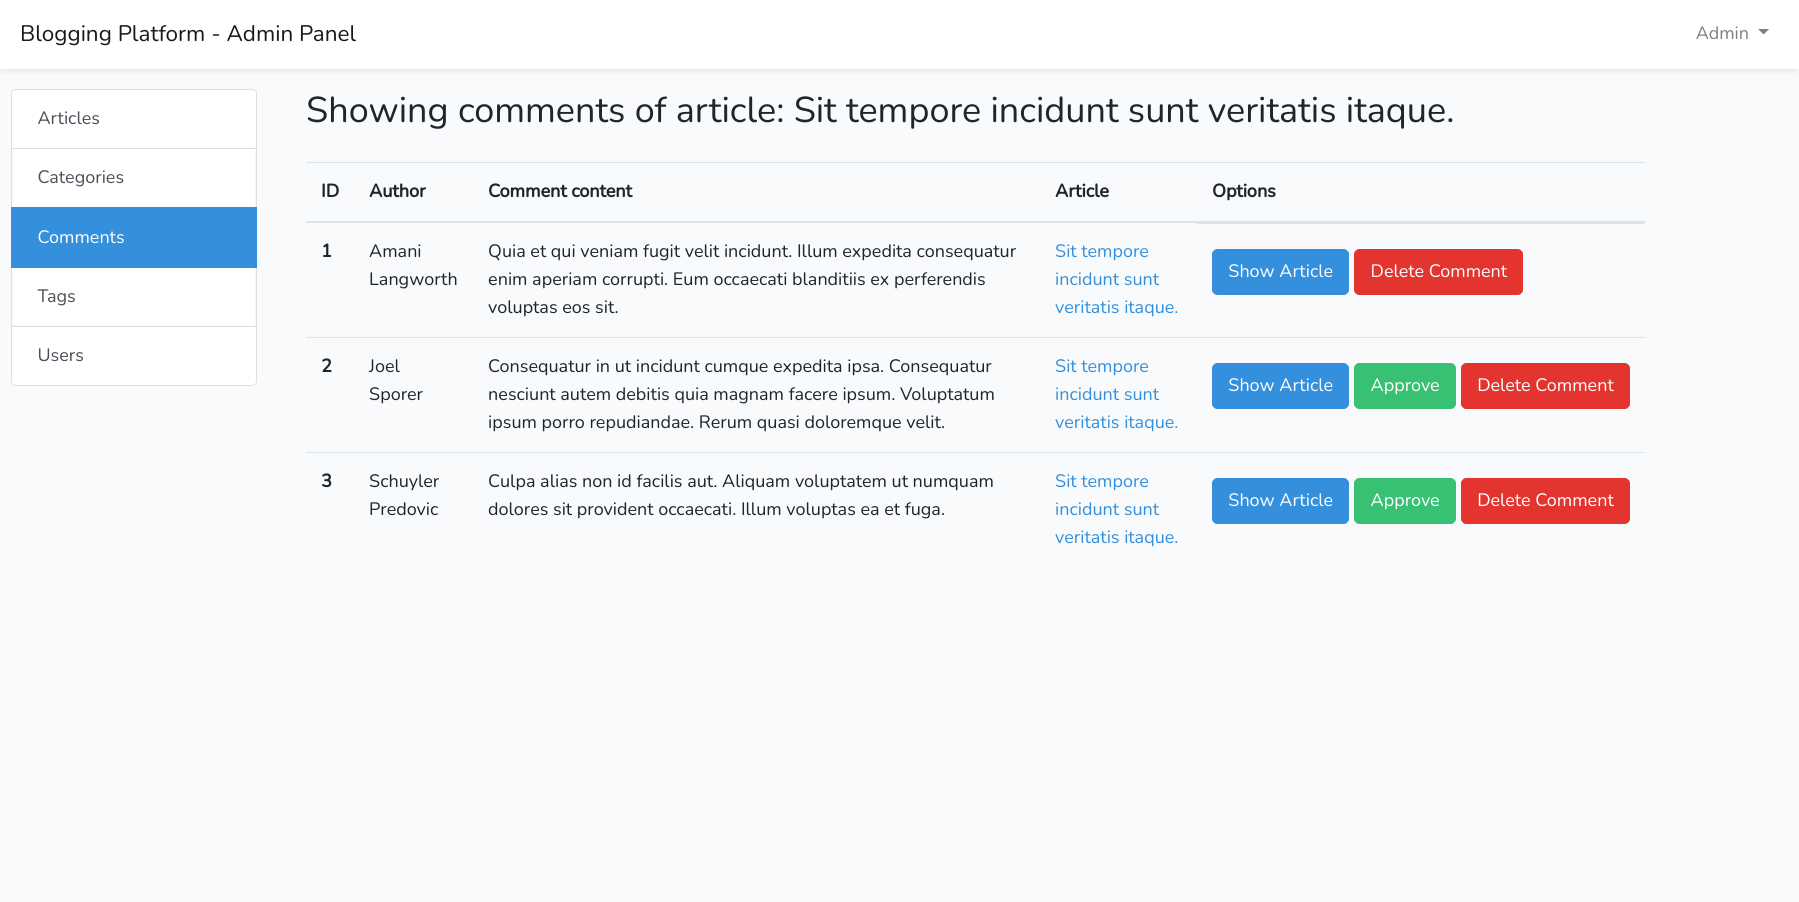 Blogging Platform - Admin Panel
Admin
Articles
Categories
Comments
Tags
Users
Showing comments of article: Sit tempore incidunt sunt veritatis itaque.
ID Author Comment content Article Options
1 Amani Quia et qui veniam fugit velit incidunt. Illum expedita consequatur Sit tempore
Langworth enim aperiam corrupti. Eum occaecati blanditiis ex perferendis incidunt sunt
voluptas eos sit. veritatis itaque.
Show Article Delete Comment
2 Joel Consequatur in ut incidunt cumque expedita ipsa. Consequatur Sit tempore
Sporer nesciunt autem debitis quia magnam facere ipsum. Voluptatum incidunt sunt
ipsum porro repudiandae. Rerum quasi doloremque velit. veritatis itaque.
Show Article Approve Delete Comment
3 Schuyler Culpa alias non id facilis aut. Aliquam voluptatem ut numquam Sit tempore
Predovic dolores sit provident occaecati. Illum voluptas ea et fuga. incidunt sunt
veritatis itaque.
Show Article Approve Delete Comment